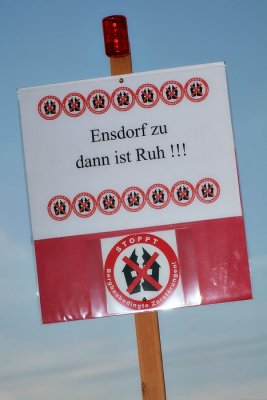 Ensdorf zu
dann ist Ruh !!!
STOPPT
Bergbaubedingte Zerstörungen!